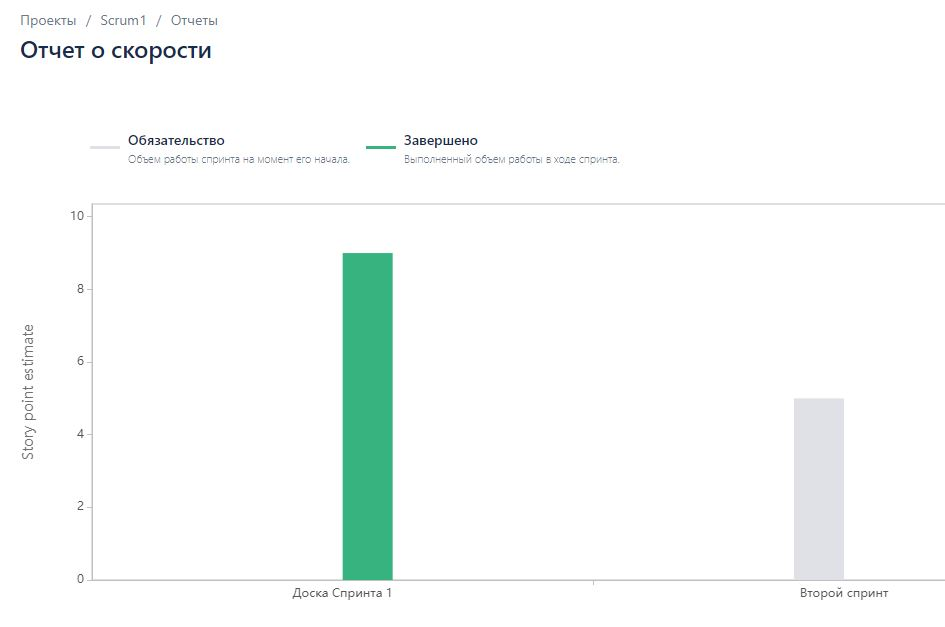 Проекты / Scrum1 / Отчеты
Отчет о скорости
Обязательство
Объем работы спринта на момент его начала.
Завершено
Выполненный объем работы в ходе спринта.
10
8
6
4
2
0
Story point estimate
Доска Спринта 1
Второй спринт